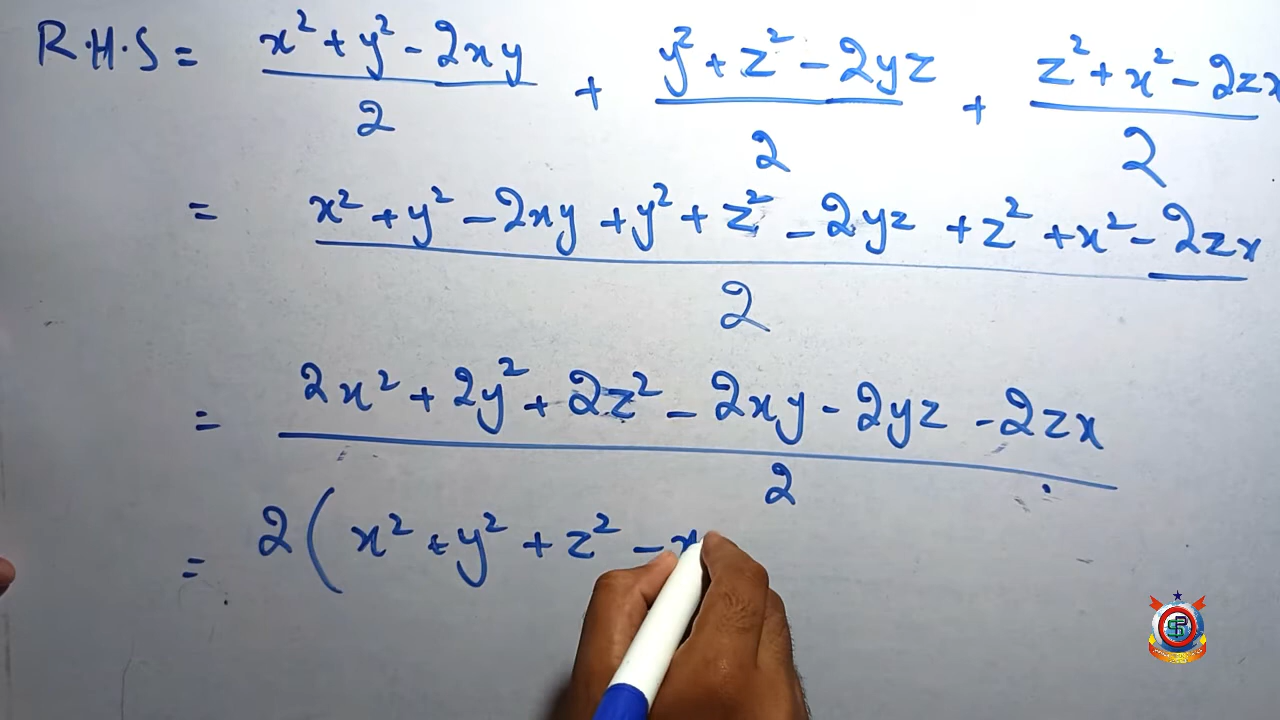 R.H.S = x² + y² - 2xy / 2 + y² + z² - 2yz / 2 + z² + x² - 2zx / 2
= x² + y² - 2xy + y² + z² - 2yz + z² + x² - 2zx / 2
= 2x² + 2y² + 2z² - 2xy - 2yz - 2zx / 2
= 2 ( x² + y² + z² - x